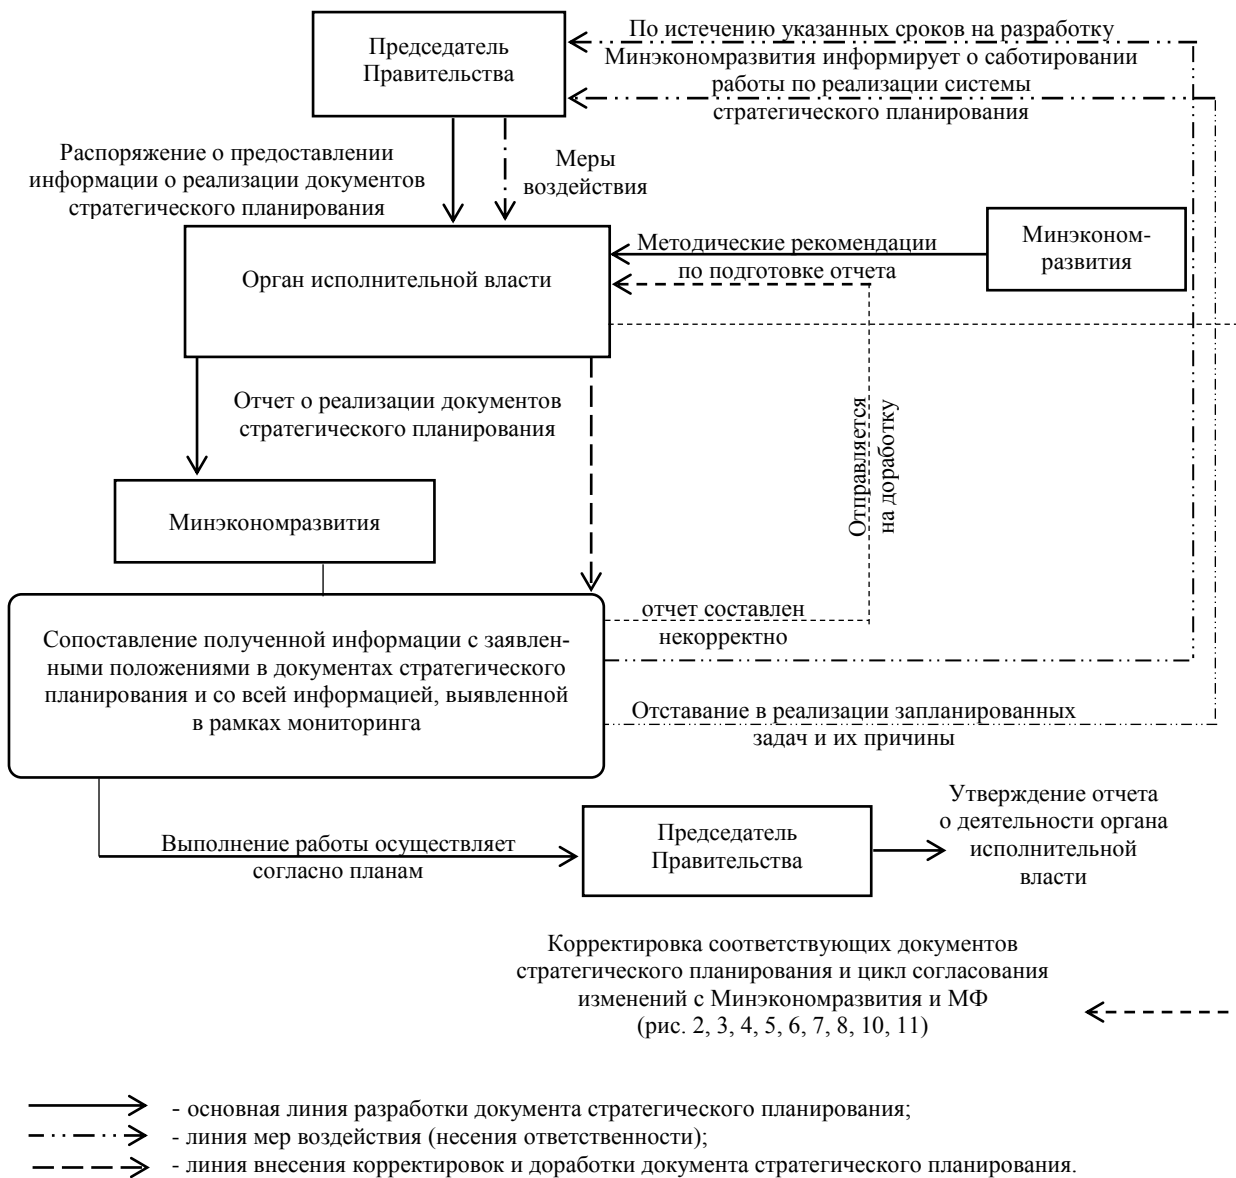 Председатель
Правительства
По истечению указанных сроков на разработку
Минэкономразвития информирует о саботировании
работы по реализации системы
стратегического планирования
Распоряжение о предоставлении
информации о реализации документов
стратегического планирования
Меры
воздействия
Орган исполнительной власти
Методические рекомендации
по подготовке отчета
Минэконом-
развития
Отчет о реализации документов
стратегического планирования
Отправляется
на доработку
Минэкономразвития
Сопоставление полученной информации с заявлен-
ными положениями в документах стратегического
планирования и со всей информацией, выявленной
в рамках мониторинга
отчет составлен
некорректно
Отставание в реализации запланированных
задач и их причины
Выполнение работы осуществляет
согласно планам
Председатель
Правительства
Утверждение отчета
о деятельности органа
исполнительной
власти
Корректировка соответствующих документов
стратегического планирования и цикл согласования
изменений с Минэкономразвития и МФ
(рис. 2, 3, 4, 5, 6, 7, 8, 10, 11)
- основная линия разработки документа стратегического планирования;
- линия мер воздействия (несения ответственности);
- линия внесения корректировок и доработки документа стратегического планирования.